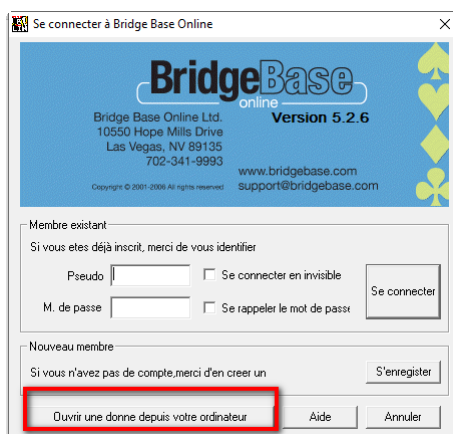 Se connecter à Bridge Base Online
BridgeBase
online
Bridge Base Online Ltd.
Version 5.2.6
10550 Hope Mills Drive
Las Vegas, NV 89135
702-341-9993
www.bridgebase.com
Copyright © 2001-2006 All rights reserved
support@bridgebase.com
Membre existant
Si vous etes déjà inscrit, merci de vous identifier
Pseudo
Se connecter en invisible
Se connecter
M. de passe
Se rappeler le mot de passe
Nouveau membre
Si vous n'avez pas de compte,merci d'en creer un
S'enregister
Ouvrir une donne depuis votre ordinateur
Aide
Annuler